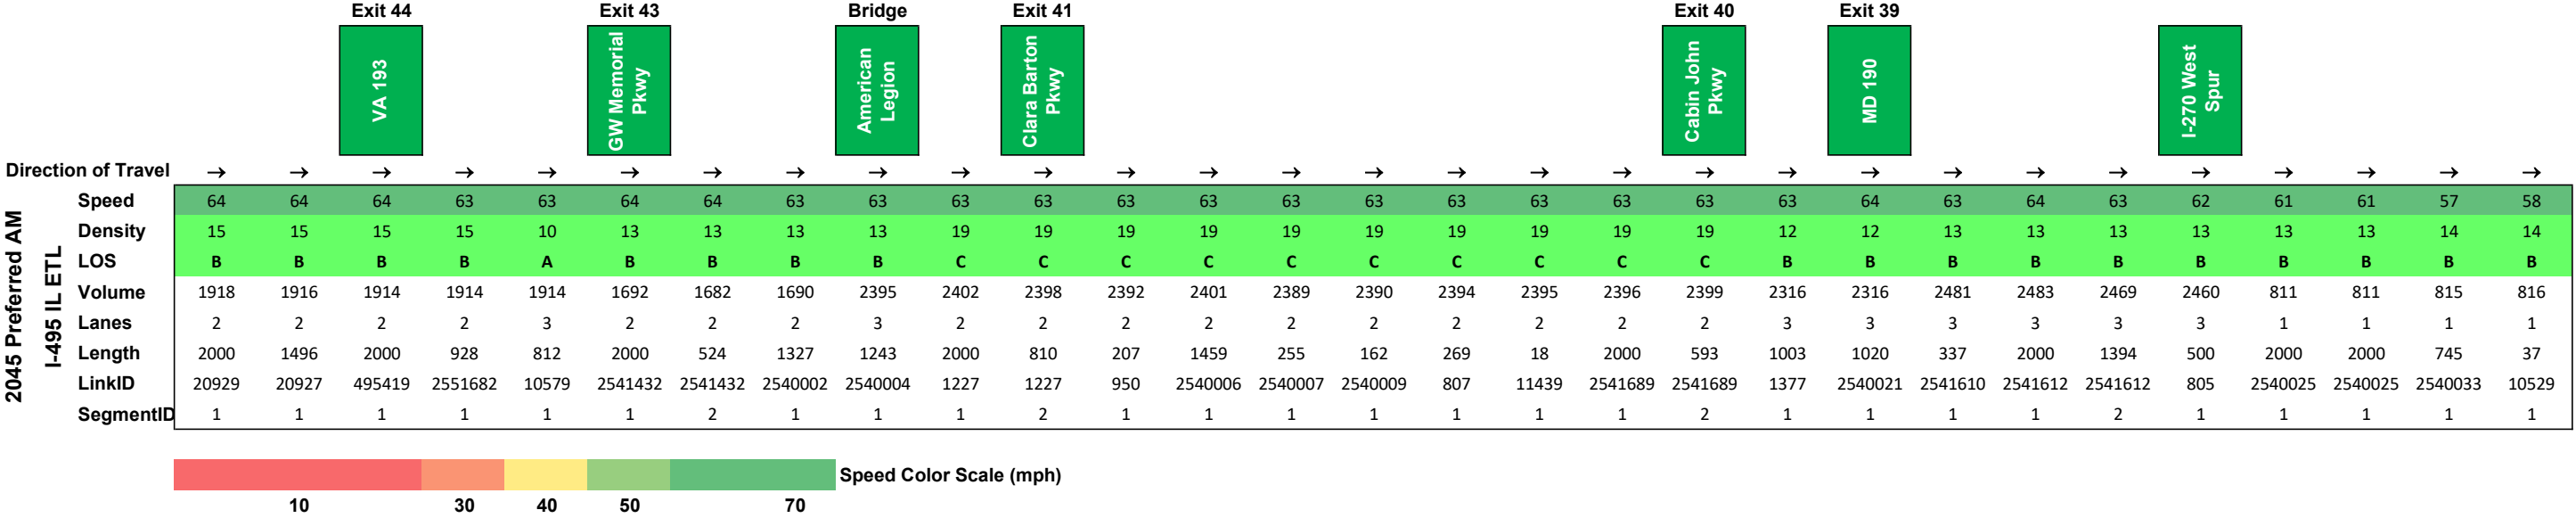 Exit 44 Exit 43 Bridge Exit 41 Exit 40 Exit 39
VA 193
GW Memorial
Pkwy
American
Legion
Clara Barton
Pkwy
Cabin John
Pkwy
MD 190
I-270 West
Spur
Direction of Travel → → → → → → → → → → → → → → → → → → → → → → → → → → → → →
2045 Preferred AM
I-495 IL ETL
Speed 64 64 64 63 63 64 64 63 63 63 63 63 63 63 63 63 63 63 63 63 64 63 64 63 62 61 61 57 58
Density 15 15 15 15 10 13 13 13 13 19 19 19 19 19 19 19 19 19 19 12 12 13 13 13 13 13 13 14 14
LOS B B B B A B B B B C C C C C C C C C C B B B B B B B B B B
Volume 1918 1916 1914 1914 1914 1692 1682 1690 2395 2402 2398 2392 2401 2389 2390 2394 2395 2396 2399 2316 2316 2481 2483 2469 2460 811 811 815 816
Lanes 2 2 2 2 3 2 2 2 3 2 2 2 2 2 2 2 2 2 2 3 3 3 3 3 3 1 1 1 1
Length 2000 1496 2000 928 812 2000 524 1327 1243 2000 810 207 1459 255 162 269 18 2000 593 1003 1020 337 2000 1394 500 2000 2000 745 37
LinkID 20929 20927 495419 2551682 10579 2541432 2541432 2540002 2540004 1227 1227 950 2540006 2540007 2540009 807 11439 2541689 2541689 1377 2540021 2541610 2541612 2541612 805 2540025 2540025 2540033 10529
SegmentID 1 1 1 1 1 1 2 1 1 1 2 1 1 1 1 1 1 1 2 1 1 1 1 2 1 1 1 1 1
Speed Color Scale (mph)
10 30 40 50 70